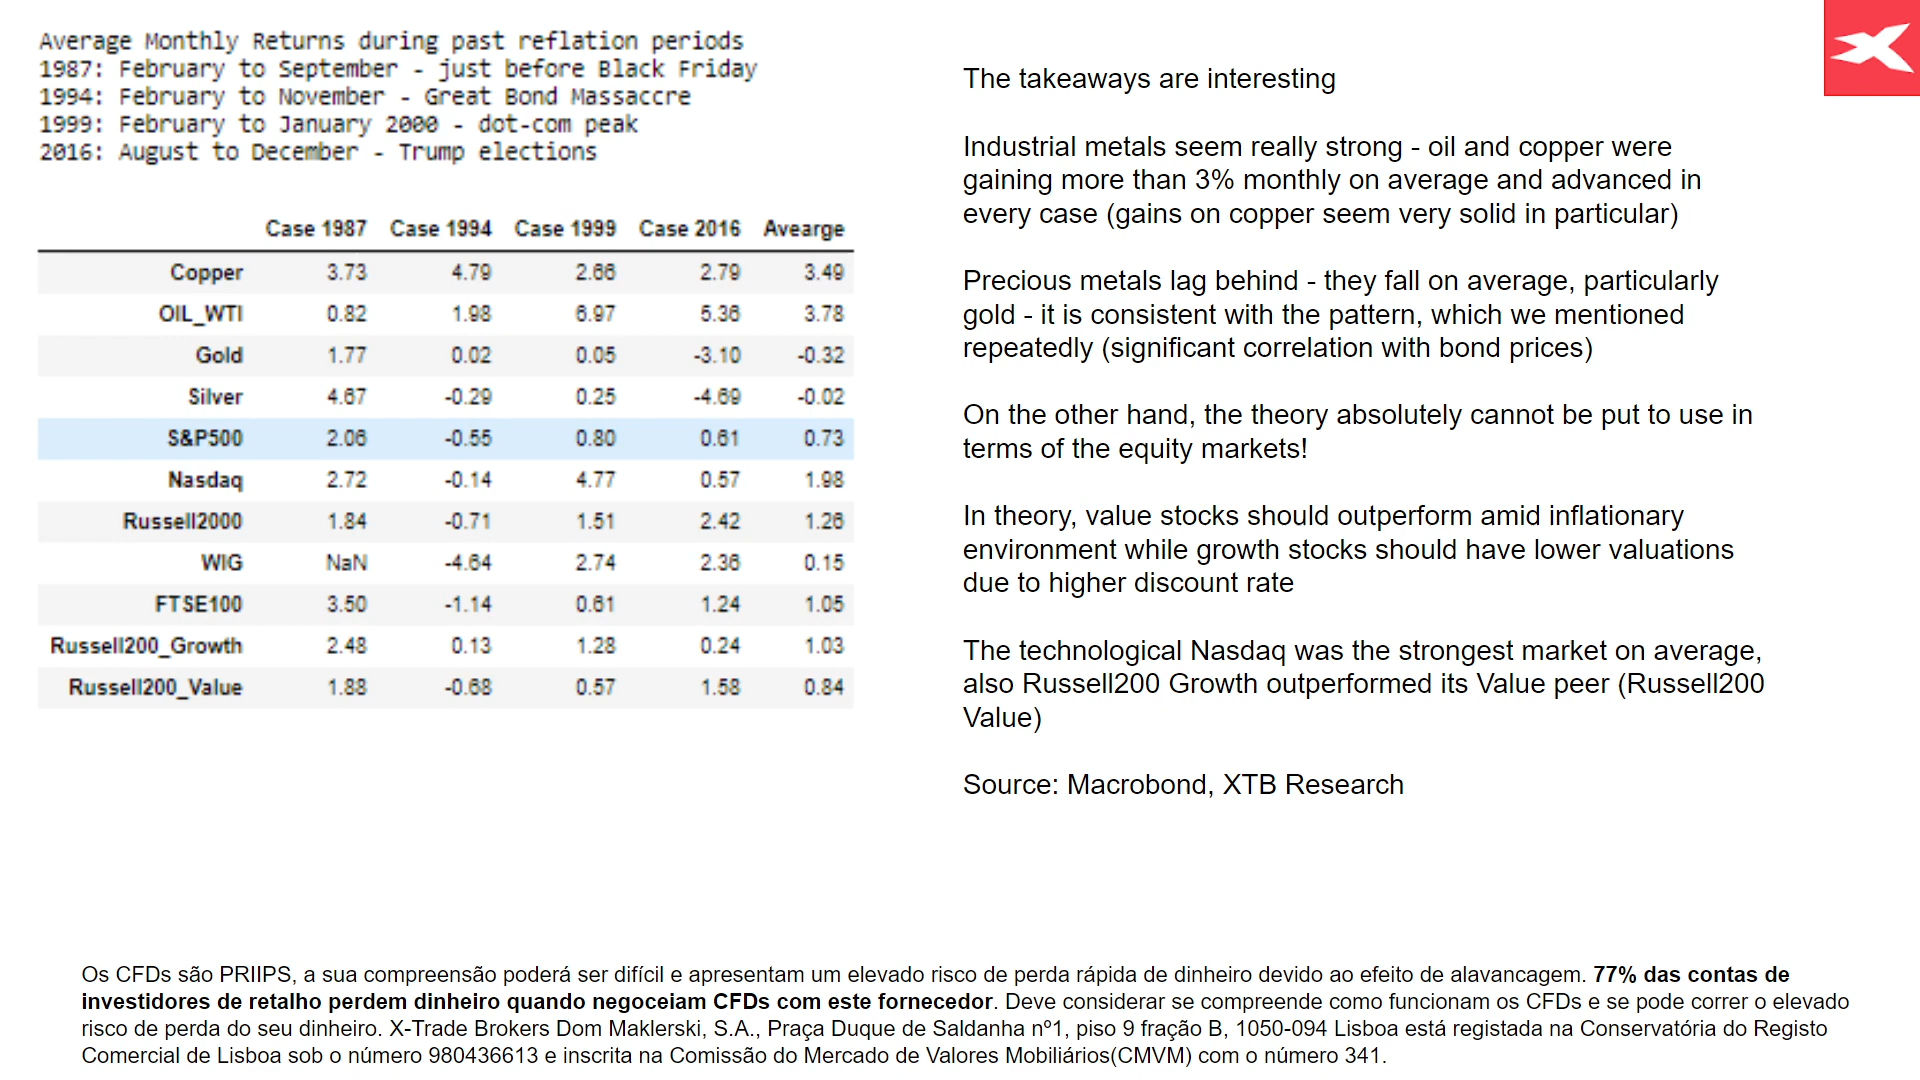 Average Monthly Returns during past reflation periods
1987: February to September - just before Black Friday
1994: February to November - Great Bond Massaccre
1999: February to January 2000 - dot-com peak
2016: August to December - Trump elections
Case 1987 Case 1994 Case 1999 Case 2016 Avearge
Copper 3.73 4.79 2.66 2.79 3.49
OIL_WTI 0.82 1.98 6.97 5.36 3.78
Gold 1.77 0.02 0.05 -3.10 -0.32
Silver 4.67 -0.29 0.25 -4.69 -0.02
S&P500 2.06 -0.55 0.80 0.61 0.73
Nasdaq 2.72 -0.14 4.77 0.57 1.98
Russell2000 1.84 -0.71 1.51 2.42 1.26
WIG NaN -4.64 2.74 2.36 0.15
FTSE100 3.50 -1.14 0.61 1.24 1.05
Russell200_Growth 2.48 0.13 1.28 0.24 1.03
Russell200_Value 1.88 -0.68 0.57 1.58 0.84
The takeaways are interesting
Industrial metals seem really strong - oil and copper were
gaining more than 3% monthly on average and advanced in
every case (gains on copper seem very solid in particular)
Precious metals lag behind - they fall on average, particularly
gold - it is consistent with the pattern, which we mentioned
repeatedly (significant correlation with bond prices)
On the other hand, the theory absolutely cannot be put to use in
terms of the equity markets!
In theory, value stocks should outperform amid inflationary
environment while growth stocks should have lower valuations
due to higher discount rate
The technological Nasdaq was the strongest market on average,
also Russell200 Growth outperformed its Value peer (Russell200
Value)
Source: Macrobond, XTB Research
Os CFDs são PRIIPS, a sua compreensão poderá ser difícil e apresentam um elevado risco de perda rápida de dinheiro devido ao efeito de alavancagem. 77% das contas de
investidores de retalho perdem dinheiro quando negoceiam CFDs com este fornecedor. Deve considerar se compreende como funcionam os CFDs e se pode correr o elevado
risco de perda do seu dinheiro. X-Trade Brokers Dom Maklerski, S.A., Praça Duque de Saldanha nº1, piso 9 fração B, 1050-094 Lisboa está registada na Conservatória do Registo
Comercial de Lisboa sob o número 980436613 e inscrita na Comissão do Mercado de Valores Mobiliários(CMVM) com o número 341.